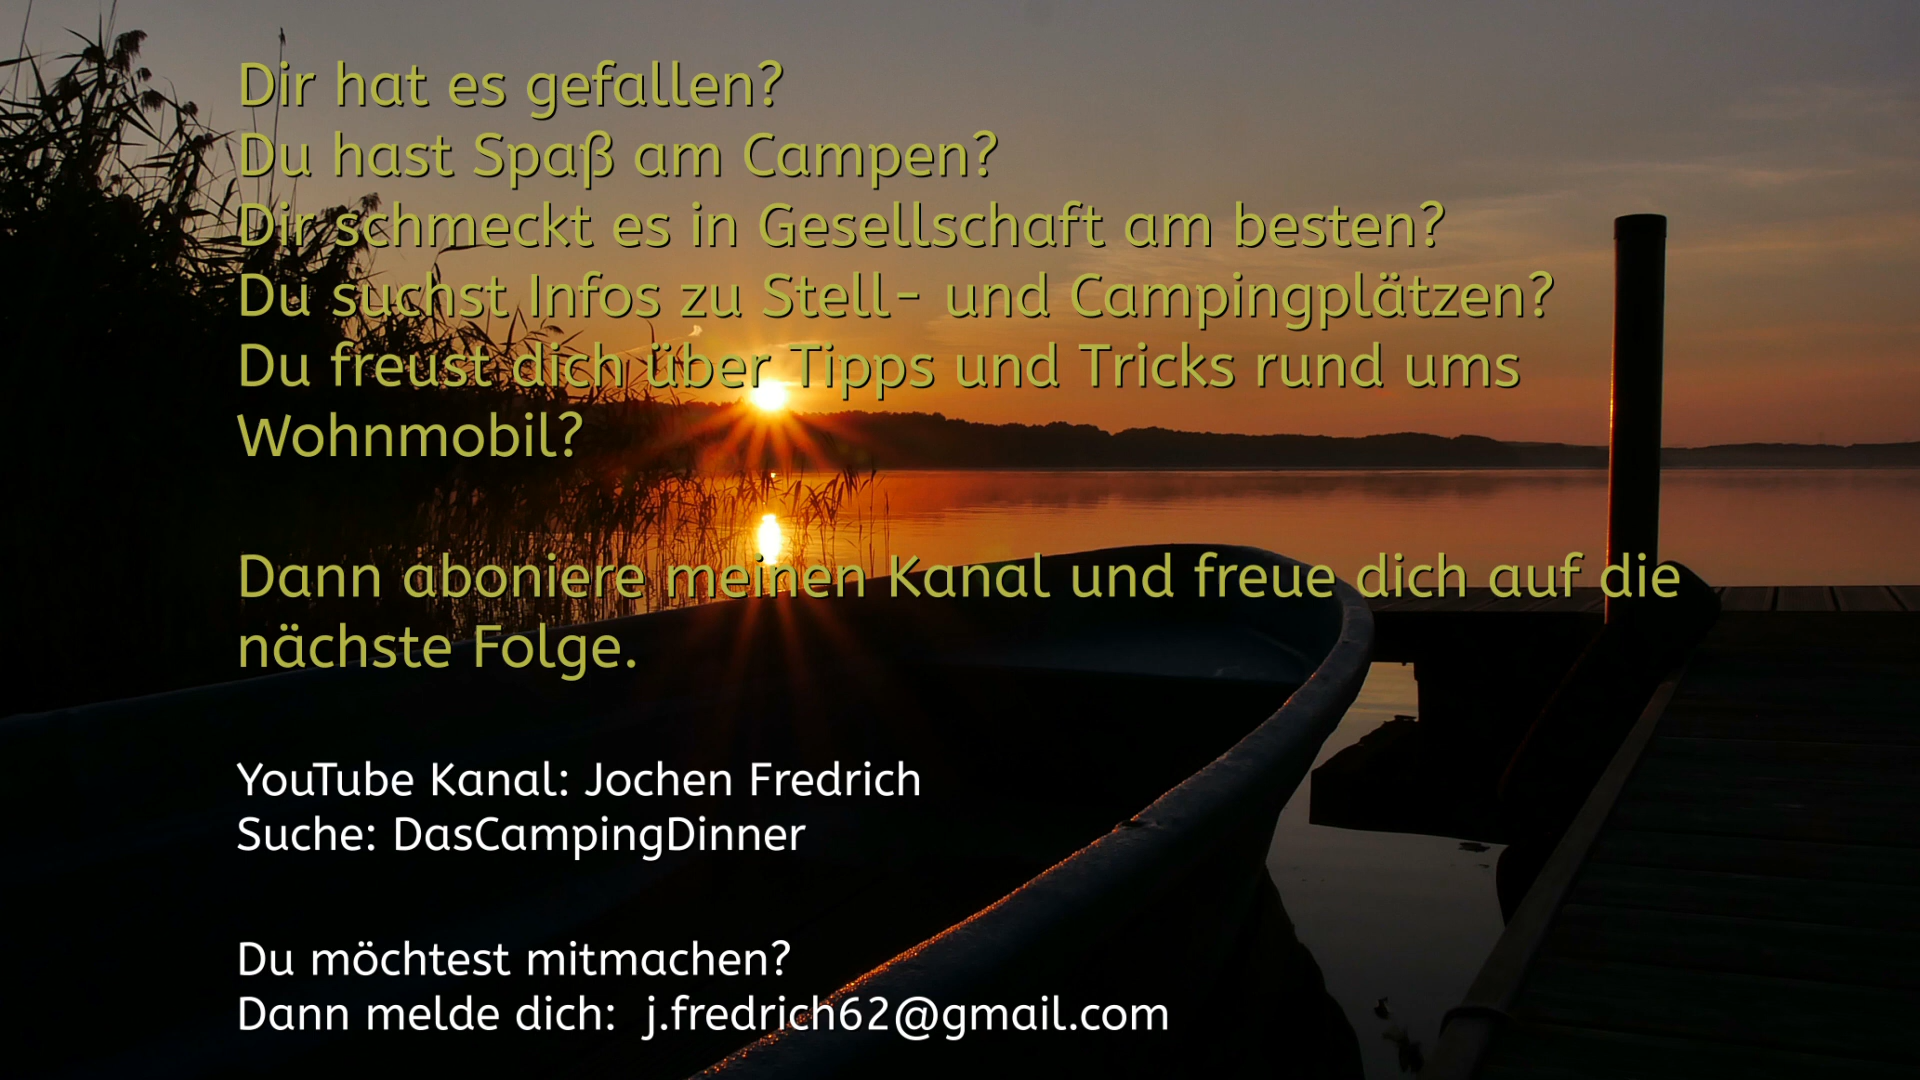 Dir hat es gefallen?
Du hast Spaß am Campen?
Dir schmeckt es in Gesellschaft am besten?
Du suchst Infos zu Stell- und Campingplätzen?
Du freust dich über Tipps und Tricks rund ums
Wohnmobil?
Dann aboniere meinen Kanal und freue dich auf die
nächste Folge.
YouTube Kanal: Jochen Fredrich
Suche: DasCampingDinner
Du möchtest mitmachen?
Dann melde dich: j.fredrich62@gmail.com